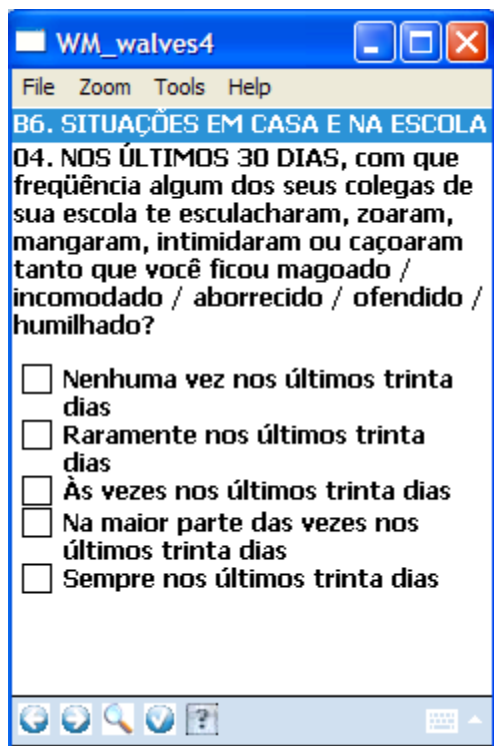 WM_walves4
File Zoom Tools Help
B6. SITUAÇÕES EM CASA E NA ESCOLA
04. NOS ÚLTIMOS 30 DIAS, com que
freqüência algum dos seus colegas de
sua escola te esculacharam, zoaram,
mangaram, intimidaram ou caçoaram
tanto que você ficou magoado /
incomodado / aborrecido / ofendido /
humilhado?
Nenhuma vez nos últimos trinta
dias
Raramente nos últimos trinta
dias
Às vezes nos últimos trinta dias
Na maior parte das vezes nos
últimos trinta dias
Sempre nos últimos trinta dias